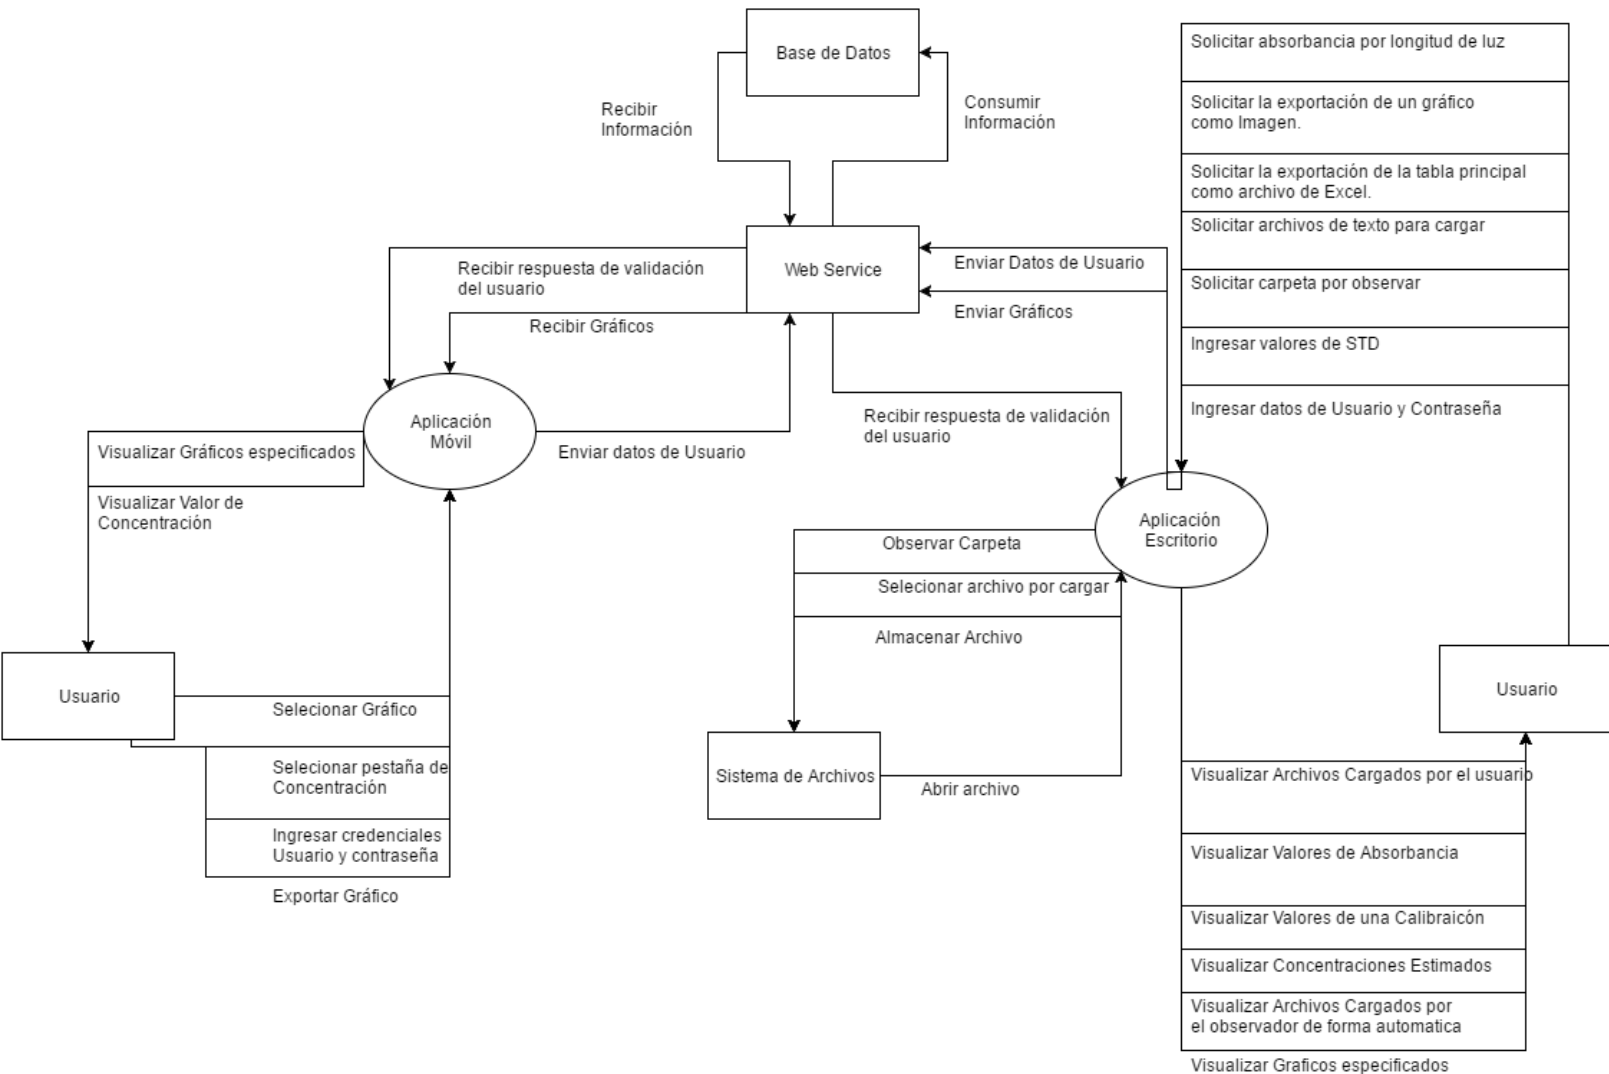 Base de Datos
Recibir
Información
Consumir
Información
Solicitar absorbancia por longitud de luz
Solicitar la exportación de un gráfico
como Imagen.
Solicitar la exportación de la tabla principal
como archivo de Excel.
Solicitar archivos de texto para cargar
Solicitar carpeta por observar
Ingresar valores de STD
Ingresar datos de Usuario y Contraseña
Web Service
Enviar Datos de Usuario
Enviar Gráficos
Recibir respuesta de validación
del usuario
Recibir Gráficos
Aplicación
Móvil
Enviar datos de Usuario
Recibir respuesta de validación
del usuario
Visualizar Gráficos especificados
Visualizar Valor de
Concentración
Aplicación
Escritorio
Observar Carpeta
Selecionar archivo por cargar
Almacenar Archivo
Usuario
Selecionar Gráfico
Selecionar pestaña de
Concentración
Ingresar credenciales
Usuario y contraseña
Exportar Gráfico
Sistema de Archivos
Abrir archivo
Usuario
Visualizar Archivos Cargados por el usuario
Visualizar Valores de Absorbancia
Visualizar Valores de una Calibraicón
Visualizar Concentraciones Estimados
Visualizar Archivos Cargados por
el observador de forma automatica
Visualizar Graficos especificados